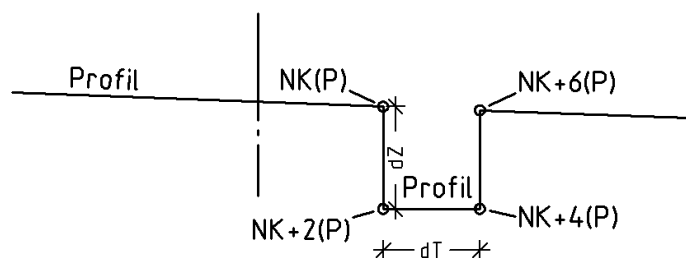 Profil
NK(P)
NK+6(P)
dZ
Profil
NK+2(P)
NK+4(P)
dT